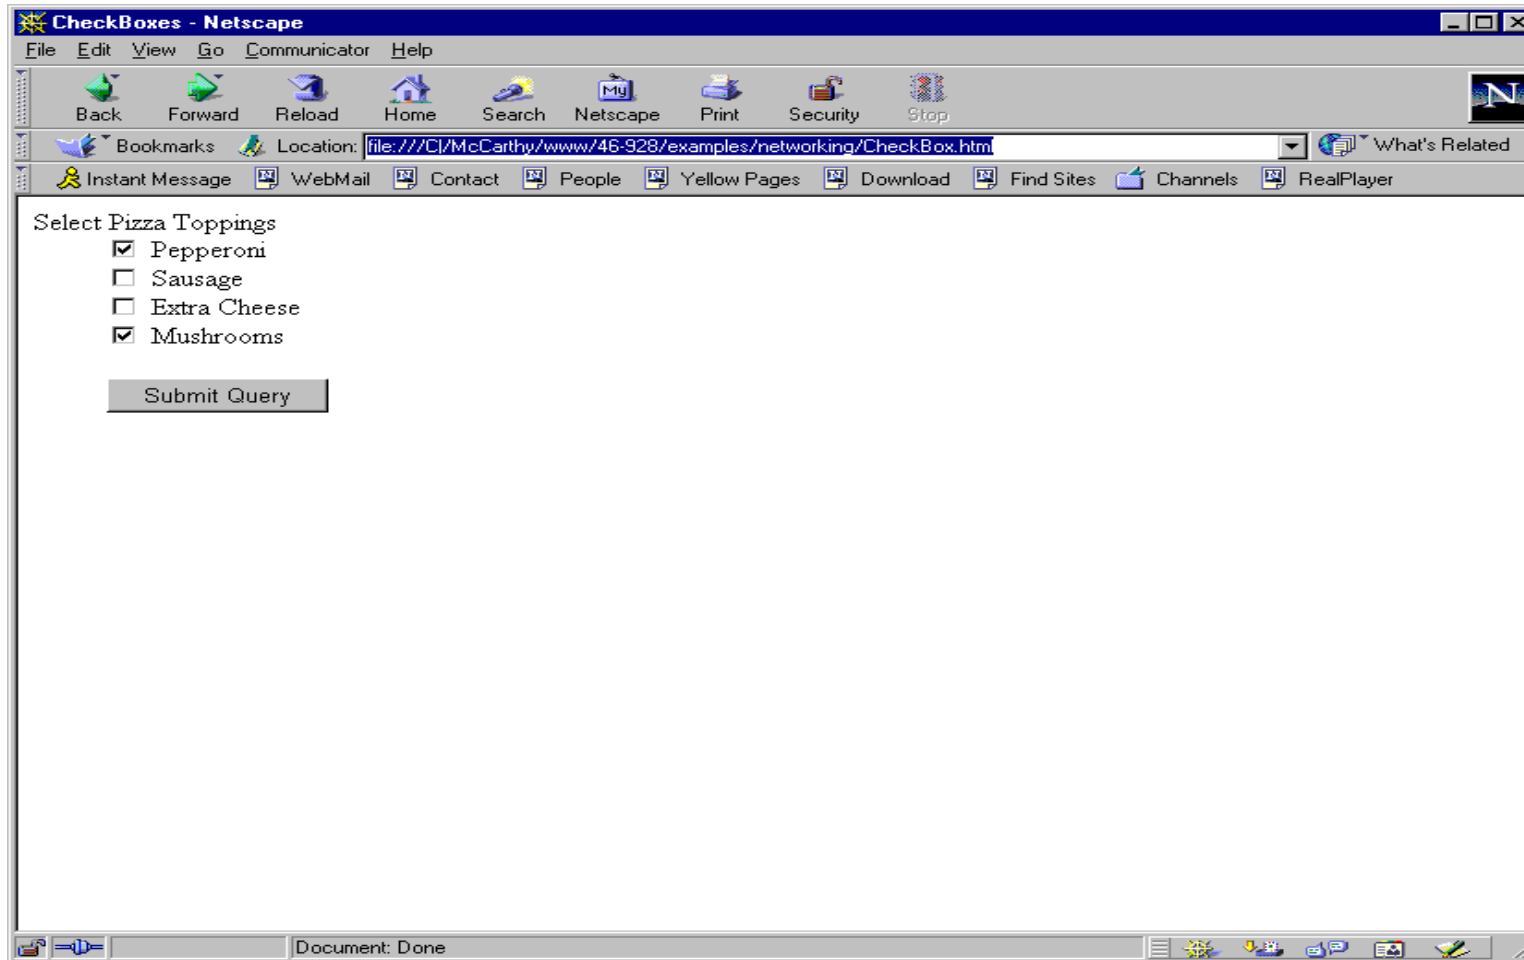 CheckBoxes - Netscape
File Edit View Go Communicator Help
Back Forward Reload Home Search My Netscape Print Security Stop N
Bookmarks Location: file:///C|/McCarthy/www/46-928/examples/networking/CheckBox.html What's Related
Instant Message WebMail Contact People Yellow Pages Download Find Sites Channels RealPlayer
Select Pizza Toppings
Pepperoni
Sausage
Extra Cheese
Mushrooms
Submit Query
Document: Done